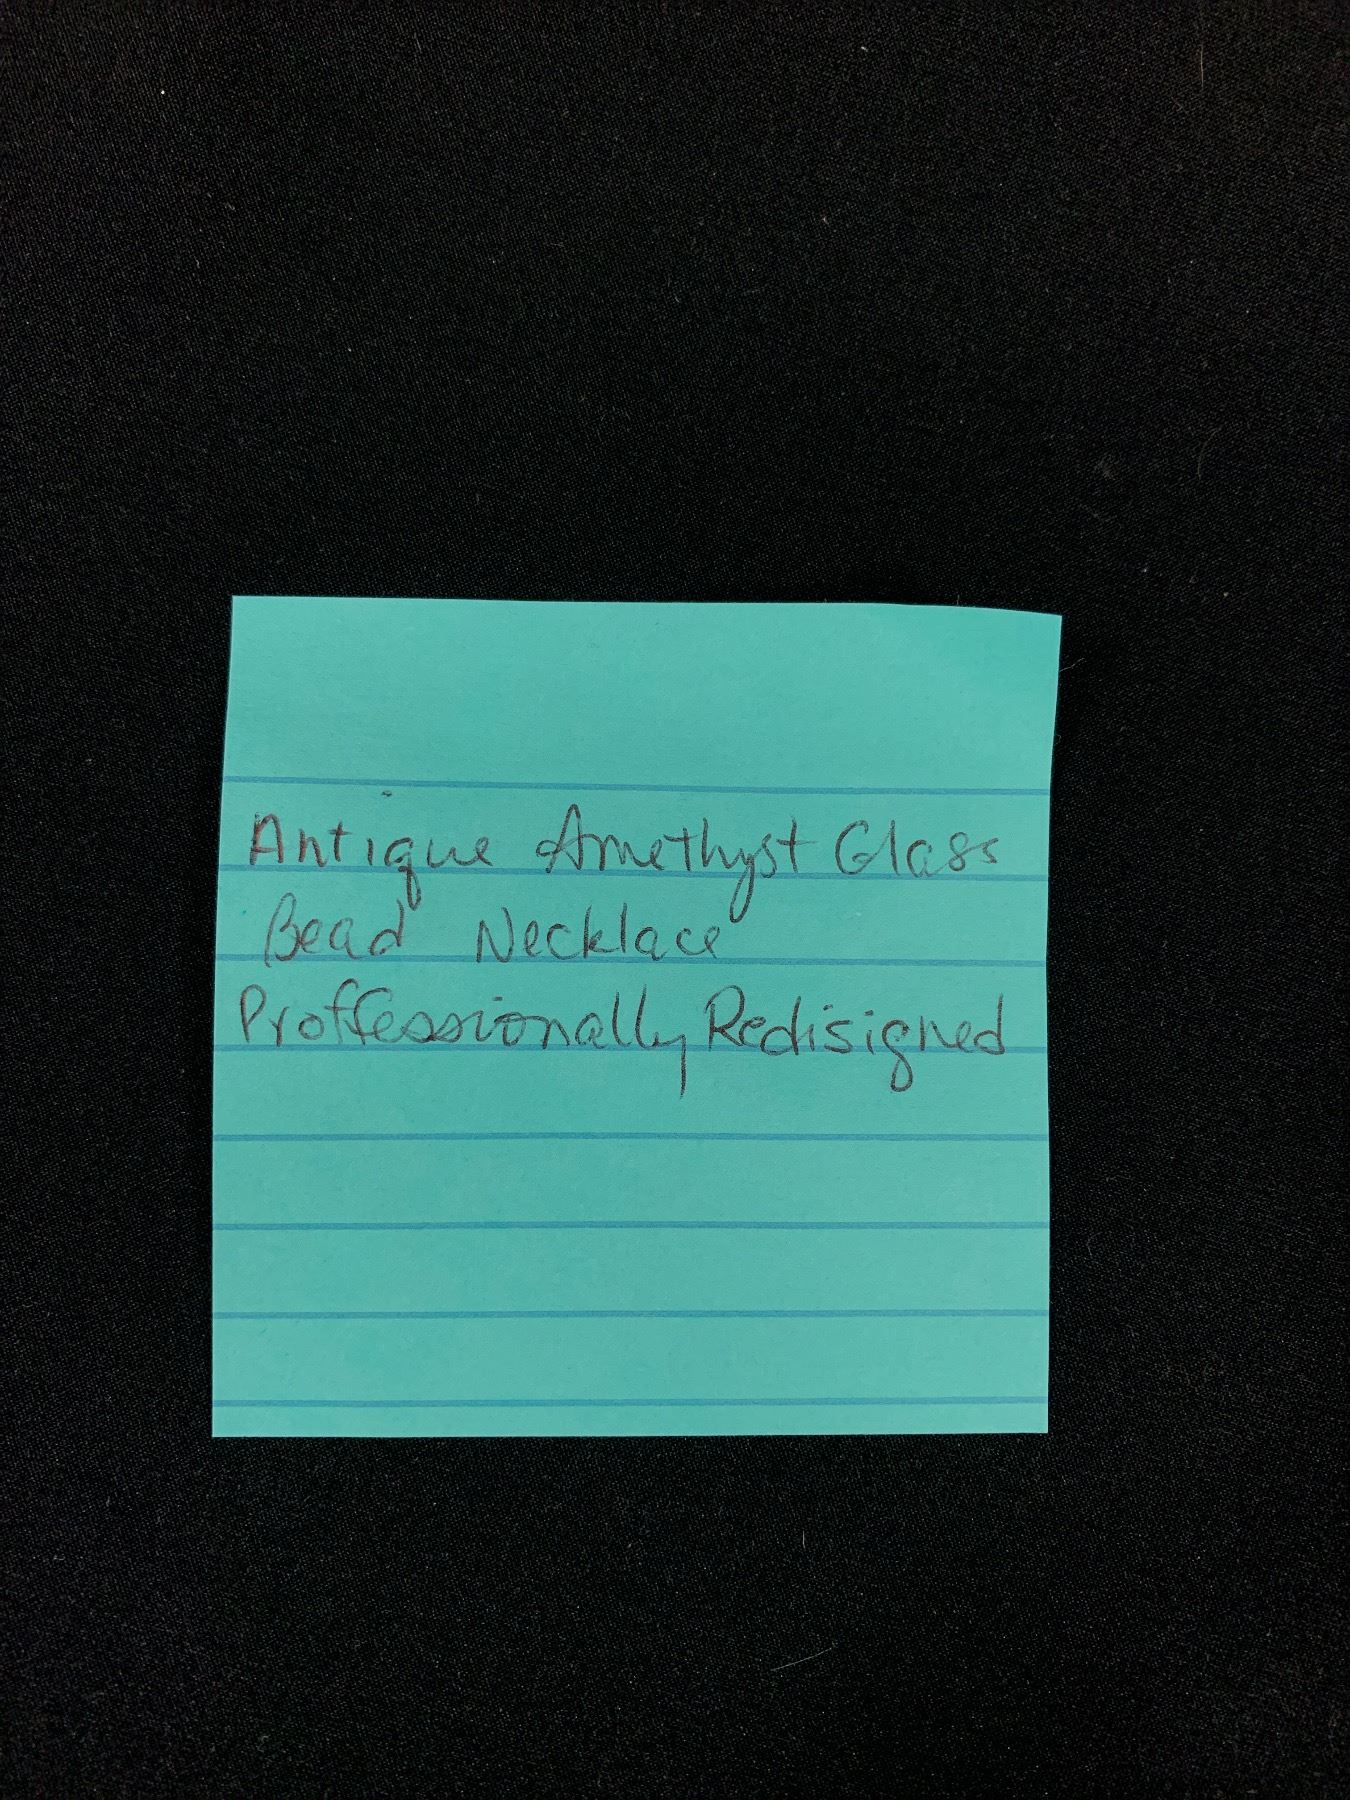 Antique Amethyst Glass
Bead Necklace
Proffessionally Redisigned